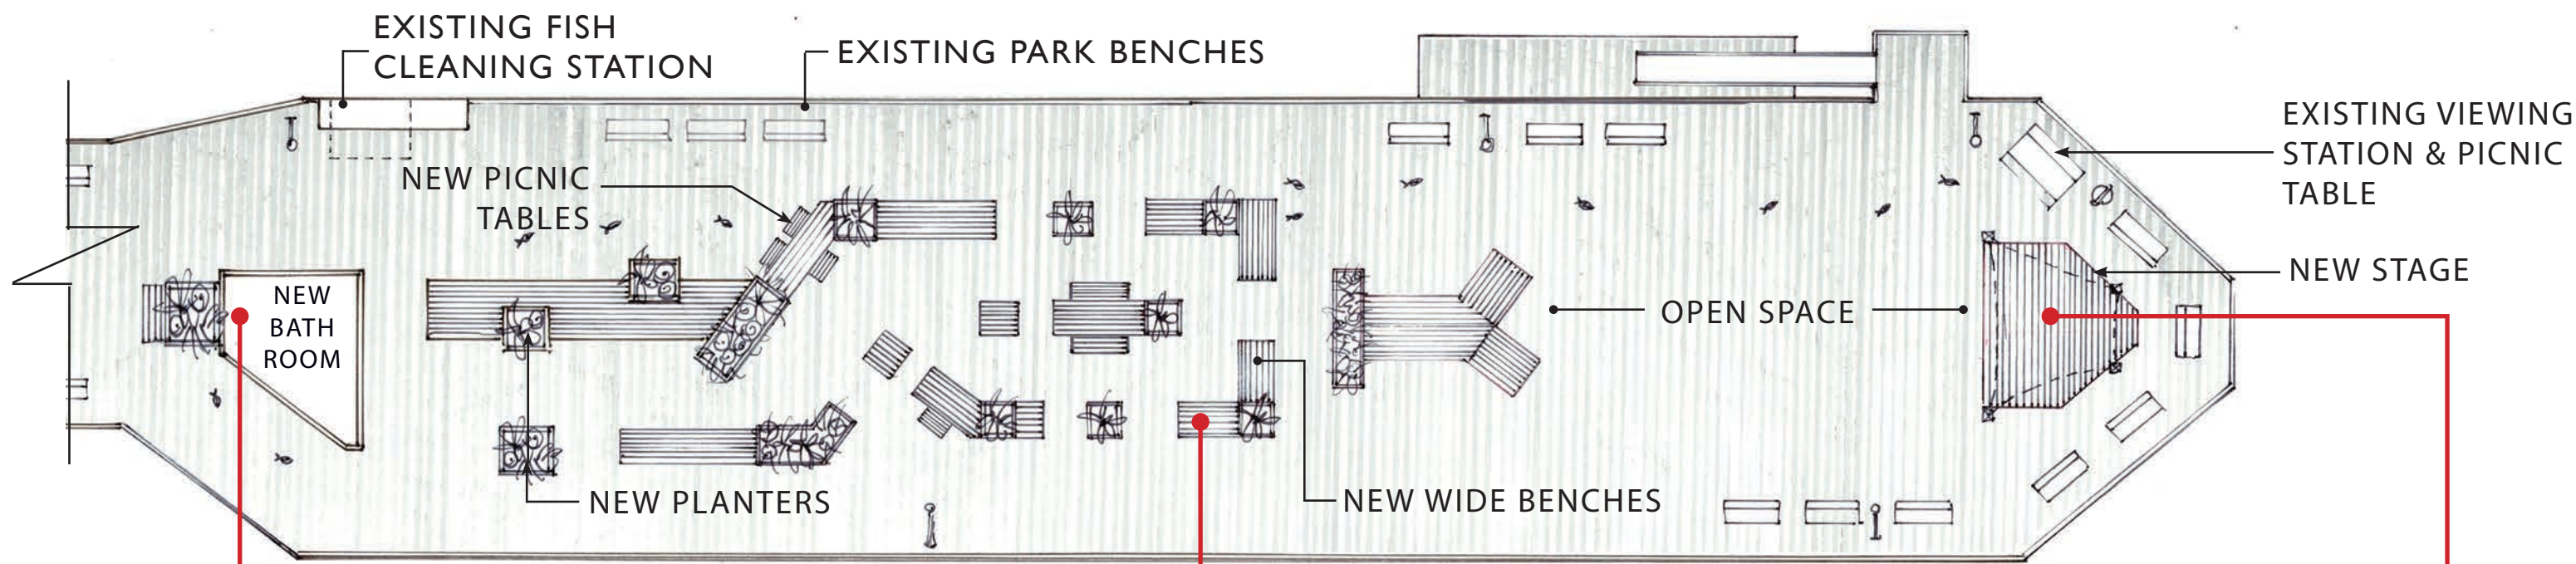 EXISTING FISH
CLEANING STATION
EXISTING PARK BENCHES
EXISTING VIEWING
STATION & PICNIC
TABLE
NEW PICNIC
TABLES
NEW STAGE
NEW
BATH
ROOM
OPEN SPACE
NEW PLANTERS
NEW WIDE BENCHES